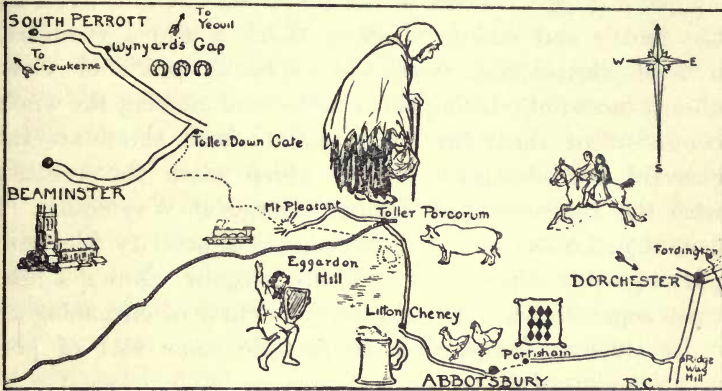 SOUTH PERROTT
To
Yeovil
Wynyard's Gap
To
Crewkerne
W
E
Toller Down Gate
BEAMINSTER
Mt Pleasant
Toller Porcorum
Eggardon
Hill
Fordington
DORCHESTER
Litton Cheney
Portisham
Ridge
Way
Hill
ABBOTSBURY
R.C.